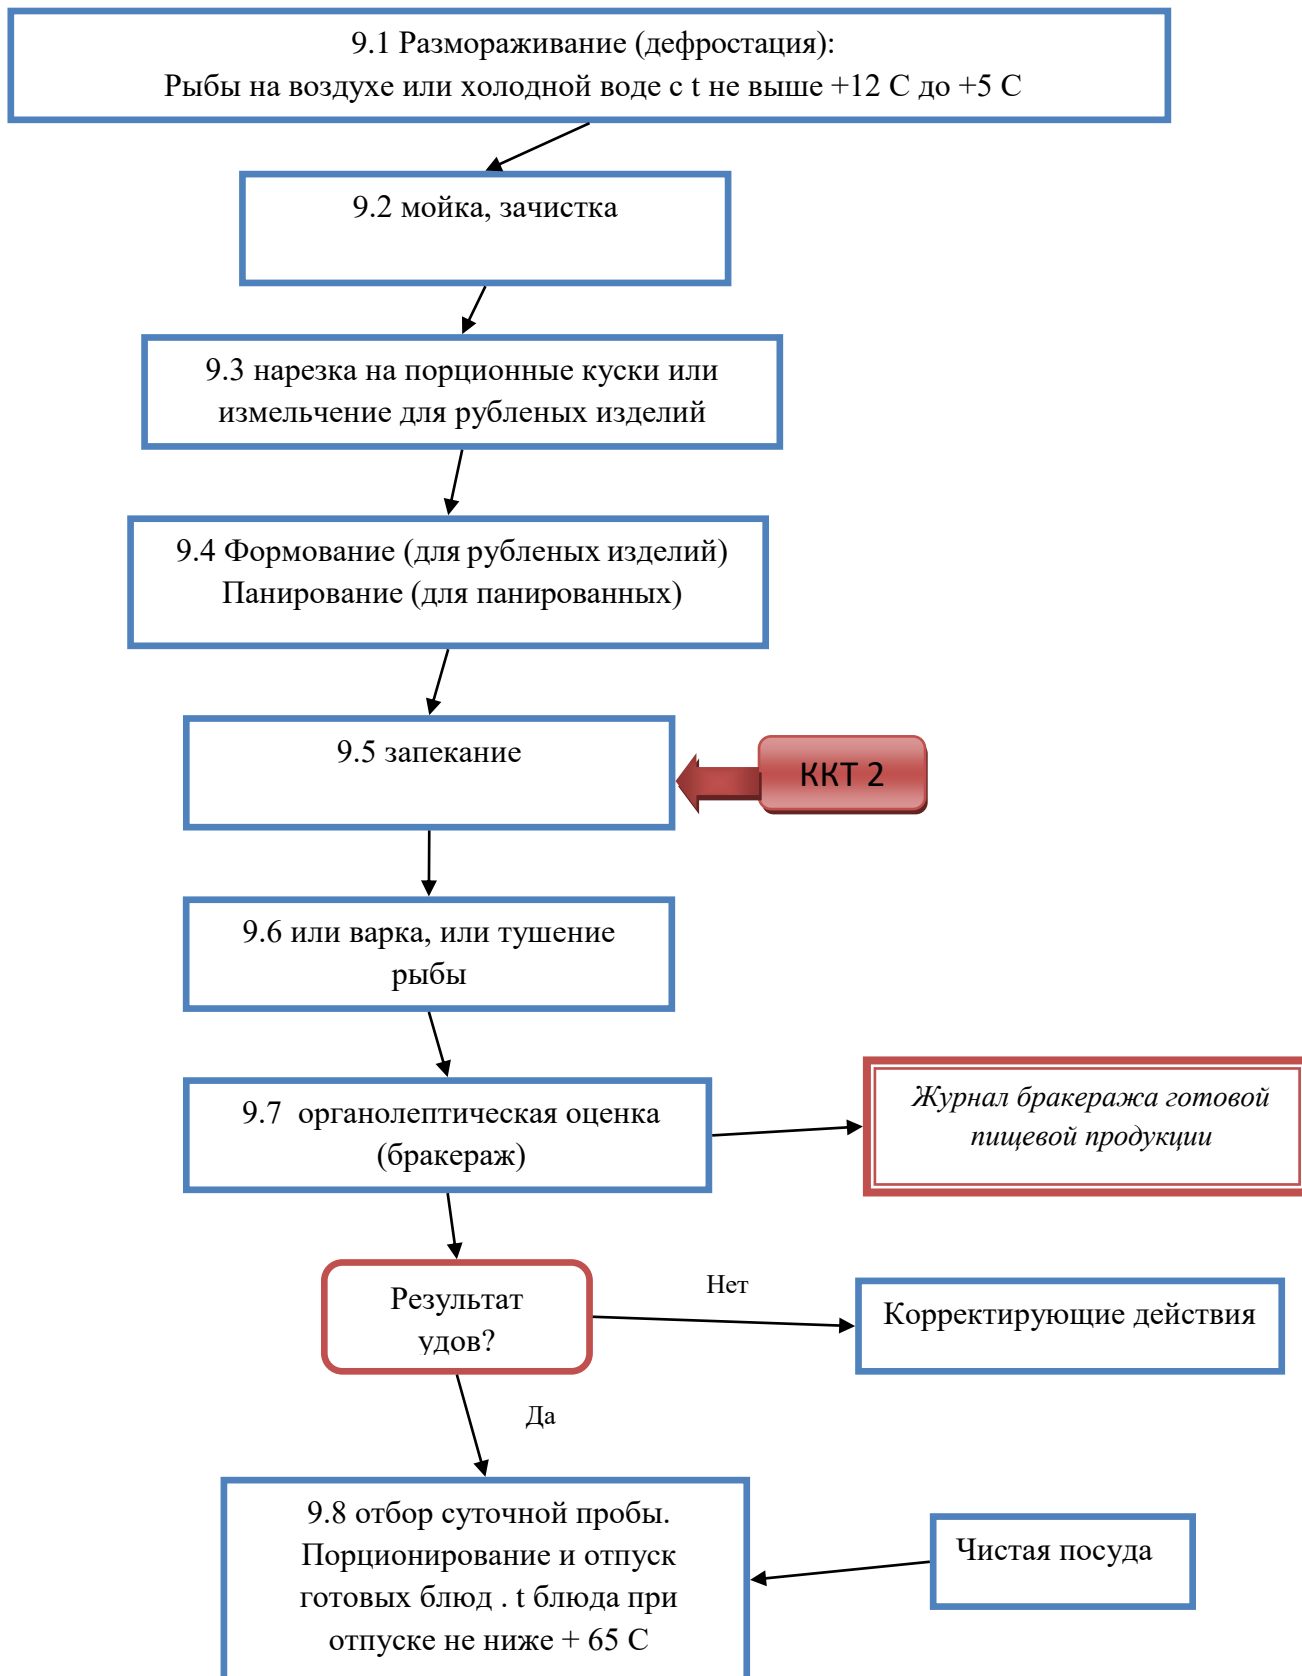 9.1 Размораживание (дефростация):
Рыбы на воздухе или холодной воде с t не выше +12 С до +5 С
9.2 мойка, зачистка
9.3 нарезка на порционные куски или
измельчение для рубленых изделий
9.4 Формование (для рубленых изделий)
Панирование (для панированных)
9.5 запекание
ККТ 2
9.6 или варка, или тушение
рыбы
9.7 органолептическая оценка
(бракераж)
Журнал бракеража готовой
пищевой продукции
Результат
удов?
Нет
Корректирующие действия
Да
9.8 отбор суточной пробы.
Порционирование и отпуск
готовых блюд . t блюда при
отпуске не ниже + 65 С
Чистая посуда